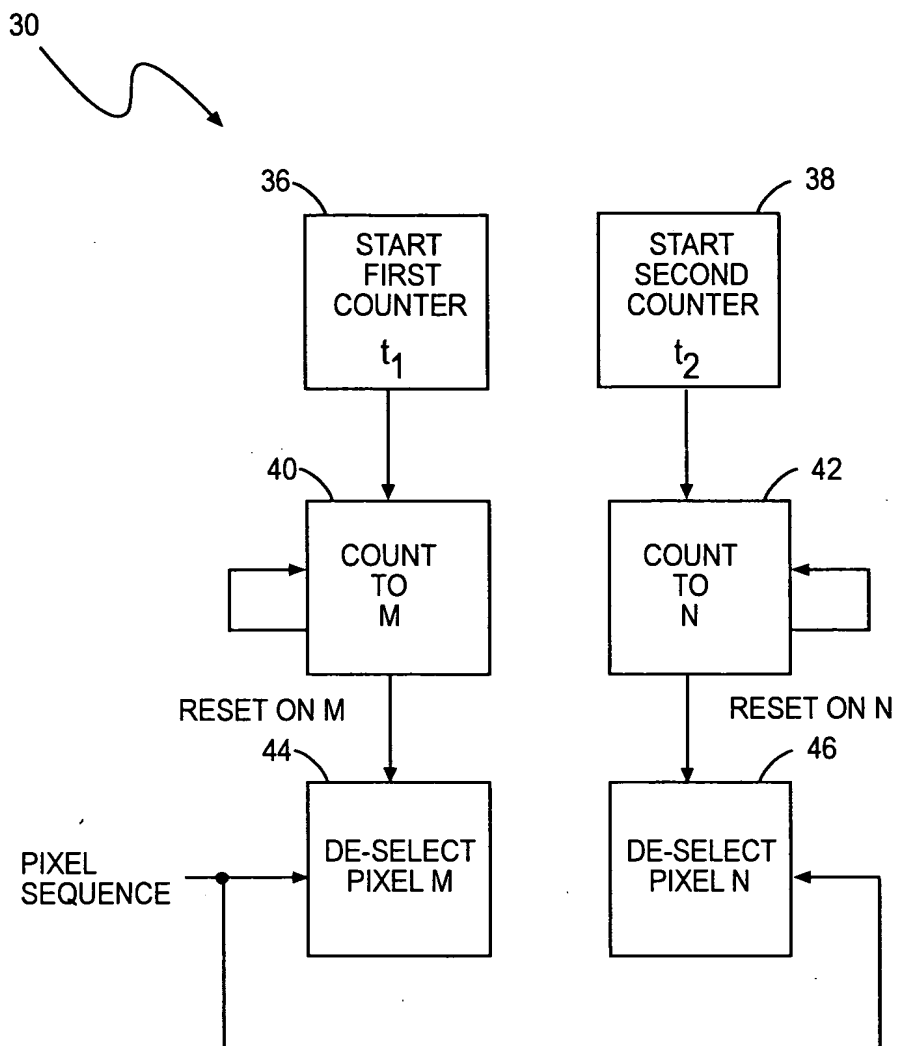 30
36
38
START
FIRST
COUNTER
t1
START
SECOND
COUNTER
t2
40
42
COUNT
TO
M
COUNT
TO
N
RESET ON M
RESET ON N
44
46
PIXEL
SEQUENCE
DE-SELECT
PIXEL M
DE-SELECT
PIXEL N